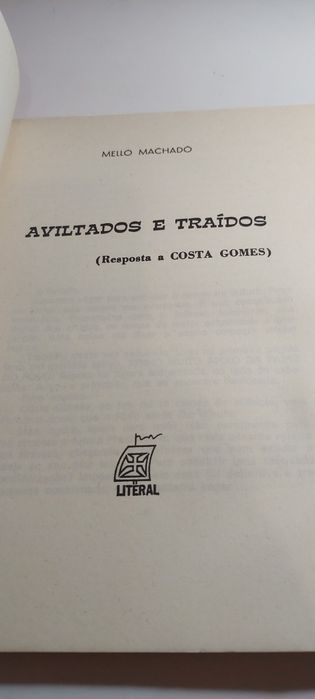 MELLO MACHADO
AVILTADOS E TRAÍDOS
(Resposta a COSTA GOMES)
LITERAL